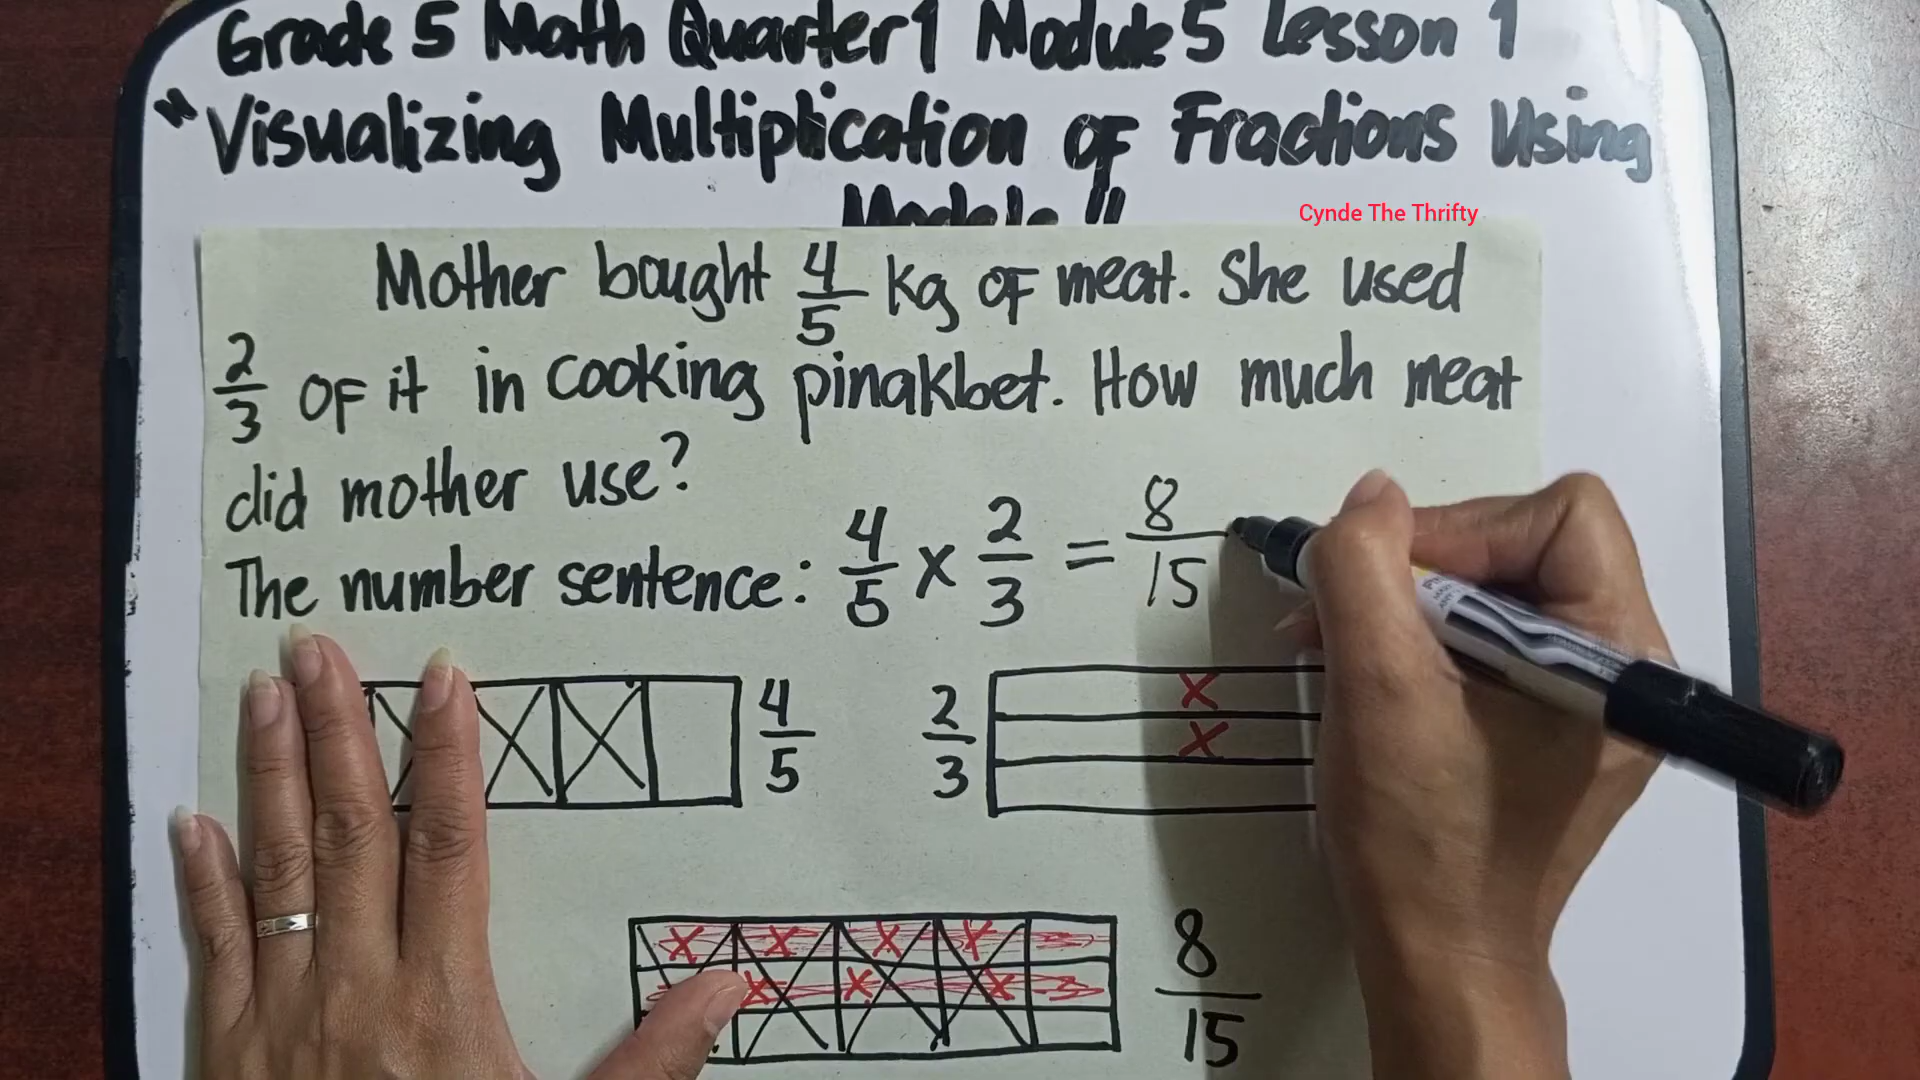 Grade 5 Math Quarter 1 Module 5 Lesson 1
"Visualizing Multiplication of Fractions Using
Cynde The Thrifty
Mother bought 4/5 kg of meat. She used
2/3 of it in cooking pinakbet. How much meat
did mother use?
The number sentence: 4/5 x 2/3 = 8/15
4/5
2/3
8/15